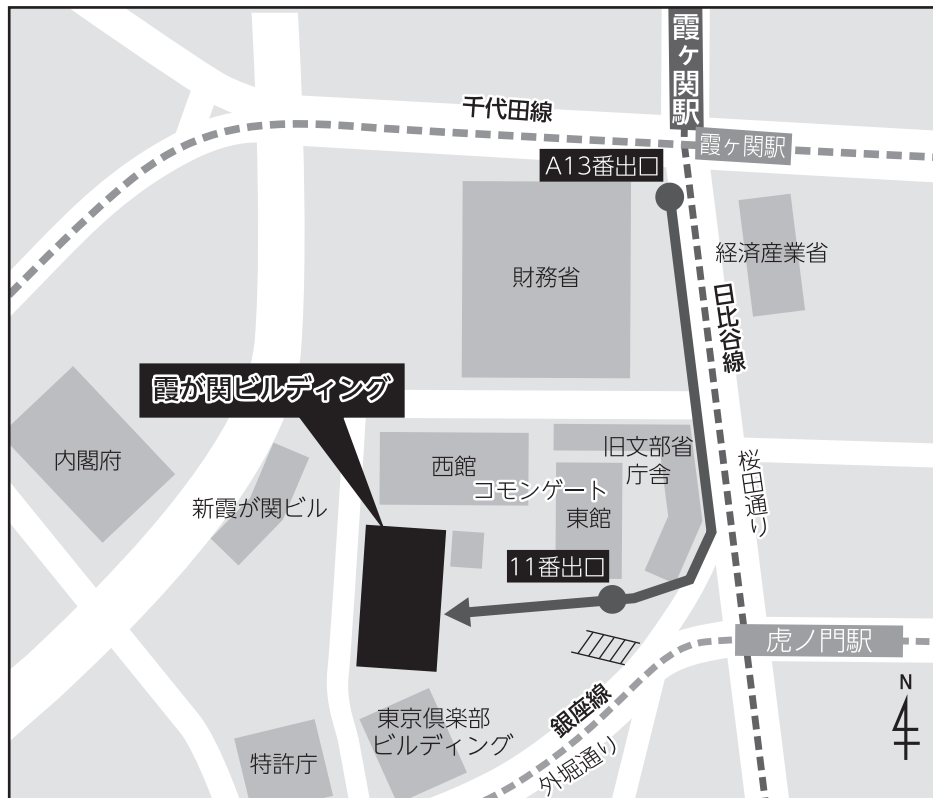 霞ヶ関駅
千代田線
霞ヶ関駅
A13番出口
経済産業省
財務省
日比谷線
霞が関ビルディング
内閣府
新霞が関ビル
西館
コモンゲート
東館
旧文部省
庁舎
桜田通り
11番出口
虎ノ門駅
N
銀座線
外堀通り
東京倶楽部
ビルディング
特許庁